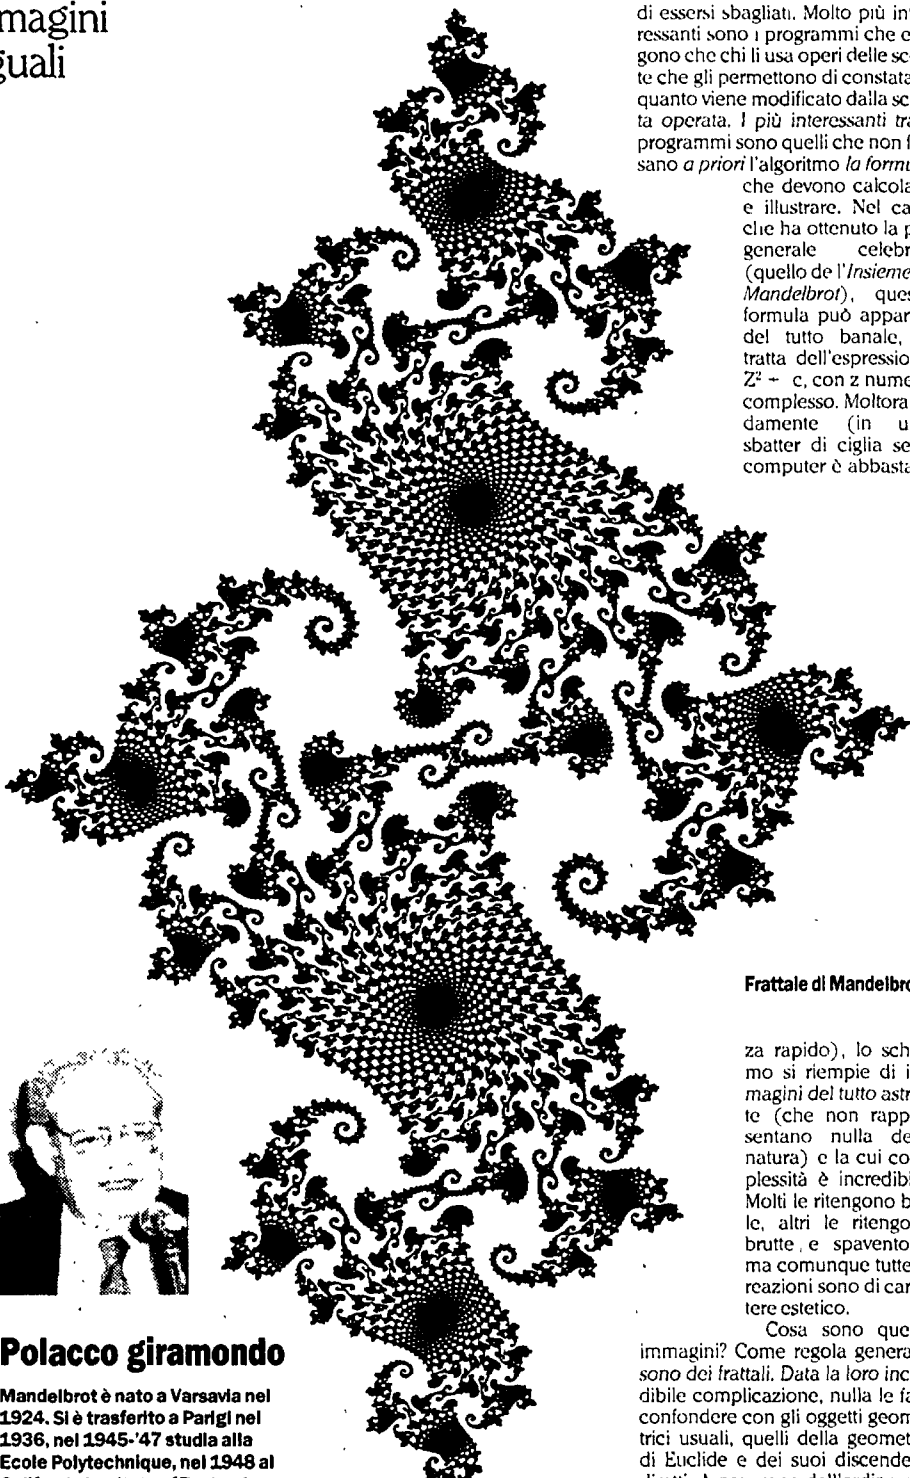 magini
guali
di essersi sbagliati. Molto più in
ressanti sono i programmi che e
gono che chi li usa operi delle sc
te che gli permettono di constata
quanto viene modificato dalla sc
ta operata. I più interessanti tra
programmi sono quelli che non f
sano a priori l'algoritmo la formu
che devono calcola
e illustrare. Nel ca
che ha ottenuto la p
generale celebr
(quello de l'Insieme
Mandelbrot), ques
formula può appar
del tutto banale,
tratta dell'espressio
Z² + c, con z nume
complesso. Moltora
damente (in u
sbatter di ciglia se
computer è abbasta
Frattale di Mandelbro
za rapido), lo sch
mo si riempie di i
magini del tutto astr
te (che non rapp
sentano nulla de
natura) e la cui co
plessità è incredibi
Molti le ritengono b
le, altri le ritengo
brutte, e spavento
ma comunque tutte
reazioni sono di car
tere estetico.
Cosa sono que
immagini? Come regola genera
sono dei frattali. Data la loro inc
dibile complicazione, nulla le fa
confondere con gli oggetti geom
trici usuali, quelli della geomet
di Euclide e dei suoi discende
Polacco giramondo
Mandelbrot è nato a Varsavia nel
1924. Si è trasferito a Parigi nel
1936, nel 1945-'47 studia alla
Ecole Polytechnique, nel 1948 al